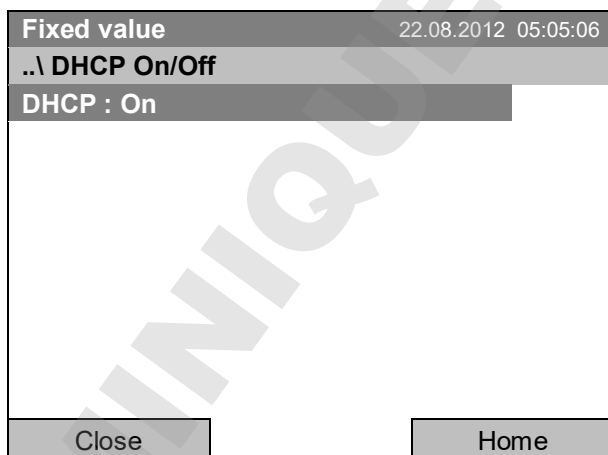 Fixed value 22.08.2012 05:05:06
..\ DHCP On/Off
DHCP : On
Close Home